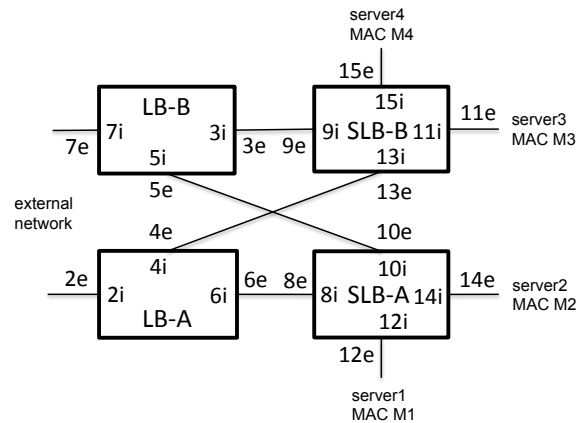 server4
MAC M4
15e
LB-B
15i
11e
server3
MAC M3
7i
3i
9i
SLB-B
11i
7e
3e
9e
5i
13i
5e
13e
external
network
4e
10e
2e
4i
6e
8e
10i
14e
server2
MAC M2
2i
6i
8i
SLB-A
14i
LB-A
12i
12e
server1
MAC M1